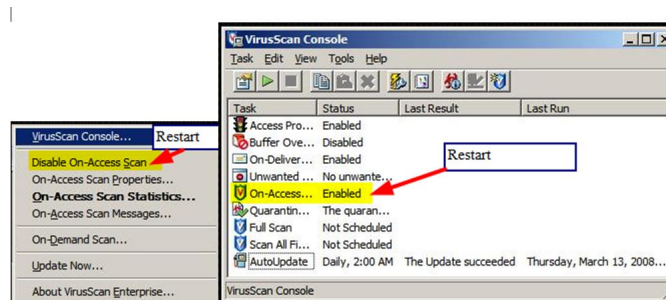 VirusScan Console...
Restart
Disable On-Access Scan
On-Access Scan Properties...
On-Access Scan Statistics...
On-Access Scan Messages...
On-Demand Scan...
Update Now...
About VirusScan Enterprise...
VirusScan Console
Task Edit View Tools Help
Task Status Last Result Last Run
Access Pro... Enabled
Buffer Ove... Disabled
On-Deliver... Enabled
Restart
Unwanted ... No unwante...
On-Access... Enabled
Quarantin... The quaran...
Full Scan Not Scheduled
Scan All Fi... Not Scheduled
AutoUpdate Daily, 2:00 AM The Update succeeded Thursday, March 13, 2008...
VirusScan Console